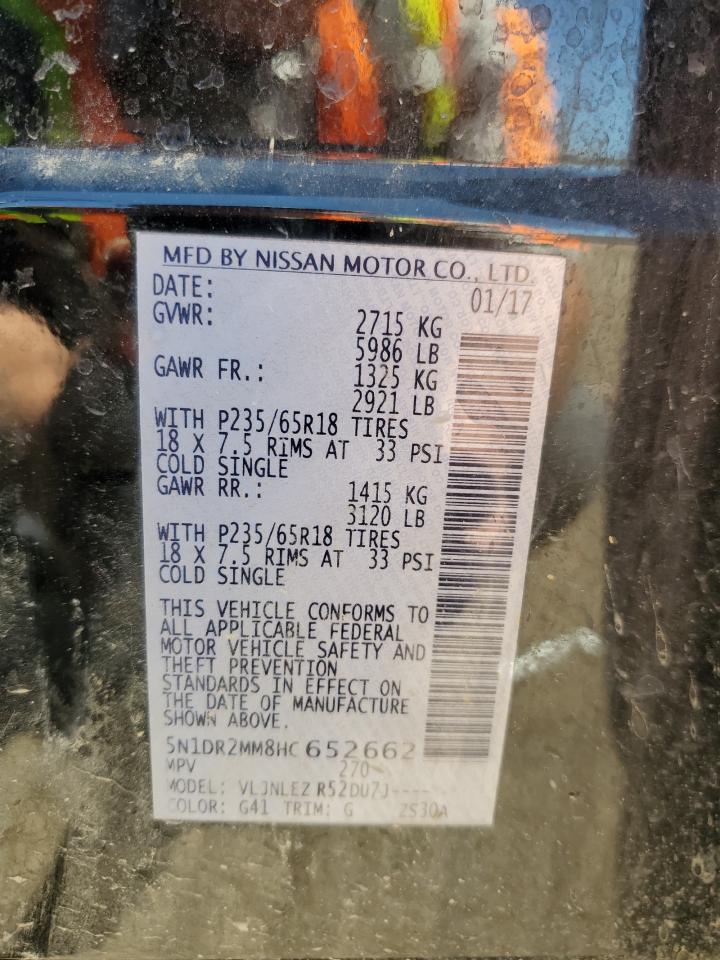 MFD BY NISSAN MOTOR CO., LTD.
DATE: 01/17
GVWR: 2715 KG
5986 LB
GAWR FR.: 1325 KG
2921 LB
WITH P235/65R18 TIRES
18 X 7.5 RIMS AT 33 PSI
COLD SINGLE
GAWR RR.: 1415 KG
3120 LB
WITH P235/65R18 TIRES
18 X 7.5 RIMS AT 33 PSI
COLD SINGLE
THIS VEHICLE CONFORMS TO
ALL APPLICABLE FEDERAL
MOTOR VEHICLE SAFETY AND
THEFT PREVENTION
STANDARDS IN EFFECT ON
THE DATE OF MANUFACTURE
SHOWN ABOVE.
5N1DR2MM8HC652662
MPV 270
MODEL: VLJNLEZ R52DU7J----
COLOR: G41 TRIM: G ZS30A